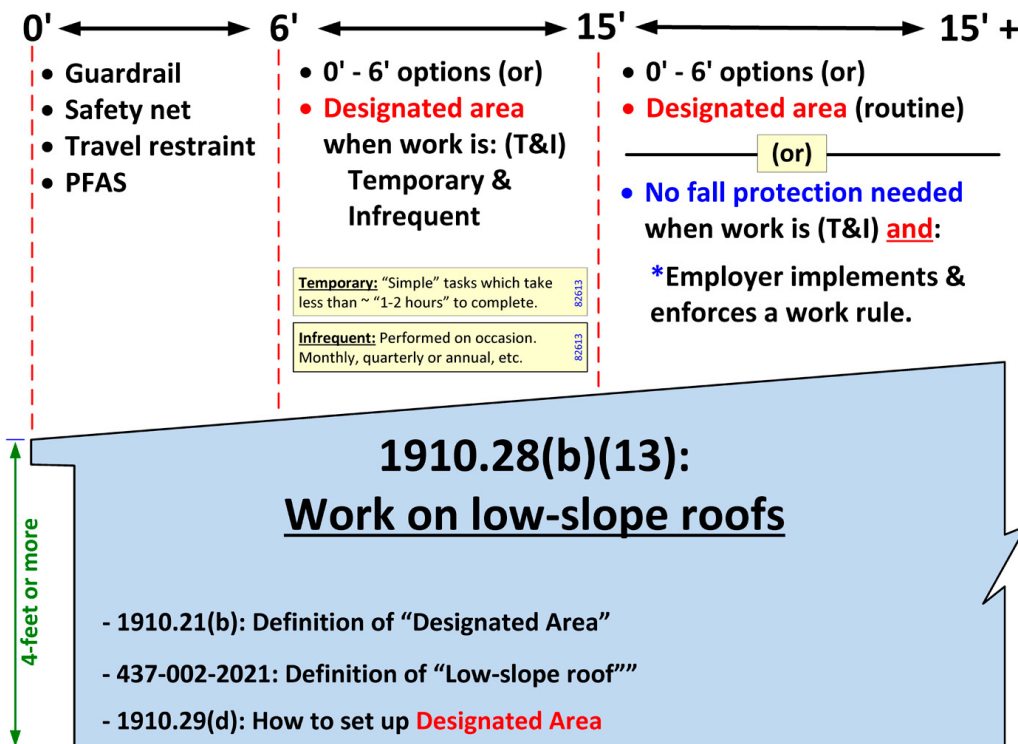 0' 6' 15' 15' +
• Guardrail
• Safety net
• Travel restraint
• PFAS
• 0' - 6' options (or)
• Designated area
when work is: (T&I)
Temporary &
Infrequent
Temporary: “Simple” tasks which take
less than ~ “1-2 hours” to complete.
82613
Infrequent: Performed on occasion.
Monthly, quarterly or annual, etc.
82613
• 0' - 6' options (or)
• Designated area (routine)
(or)
• No fall protection needed
when work is (T&I) and:
*Employer implements &
enforces a work rule.
4-feet or more
1910.28(b)(13):
Work on low-slope roofs
- 1910.21(b): Definition of “Designated Area”
- 437-002-2021: Definition of “Low-slope roof””
- 1910.29(d): How to set up Designated Area